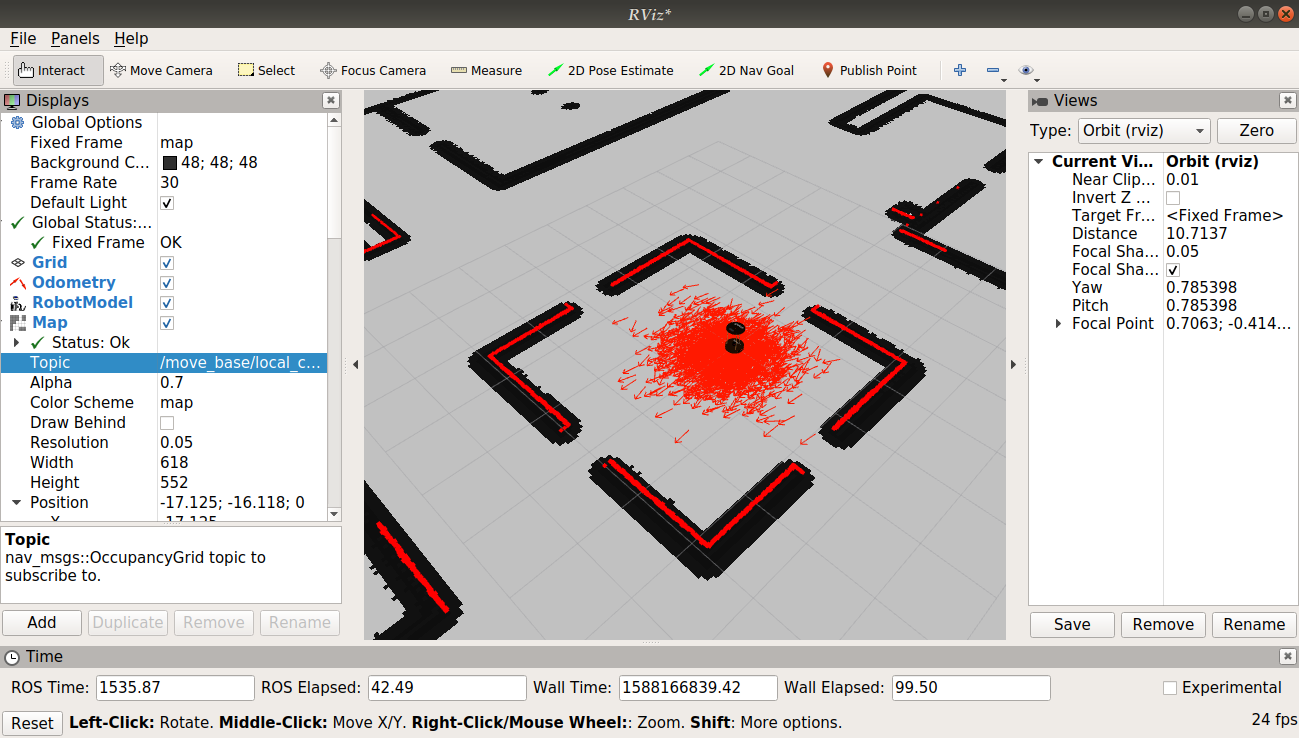 RViz*
File Panels Help
Interact Move Camera Select Focus Camera Measure 2D Pose Estimate 2D Nav Goal Publish Point
Displays
Global Options
Fixed Frame map
Background C... 48; 48; 48
Frame Rate 30
Default Light
Global Status:...
Fixed Frame OK
Grid
Odometry
RobotModel
Map
Status: Ok
Topic /move_base/local_c...
Alpha 0.7
Color Scheme map
Draw Behind
Resolution 0.05
Width 618
Height 552
Position -17.125; -16.118; 0
X -17.125
Topic
nav_msgs::OccupancyGrid topic to
subscribe to.
Add Duplicate Remove Rename
Views
Type: Orbit (rviz) Zero
Current Vi... Orbit (rviz)
Near Clip... 0.01
Invert Z ...
Target Fr... <Fixed Frame>
Distance 10.7137
Focal Sha... 0.05
Focal Sha...
Yaw 0.785398
Pitch 0.785398
Focal Point 0.7063; -0.414...
Save Remove Rename
Time
ROS Time: 1535.87 ROS Elapsed: 42.49 Wall Time: 1588166839.42 Wall Elapsed: 99.50 Experimental
Reset Left-Click: Rotate. Middle-Click: Move X/Y. Right-Click/Mouse Wheel:: Zoom. Shift: More options. 24 fps